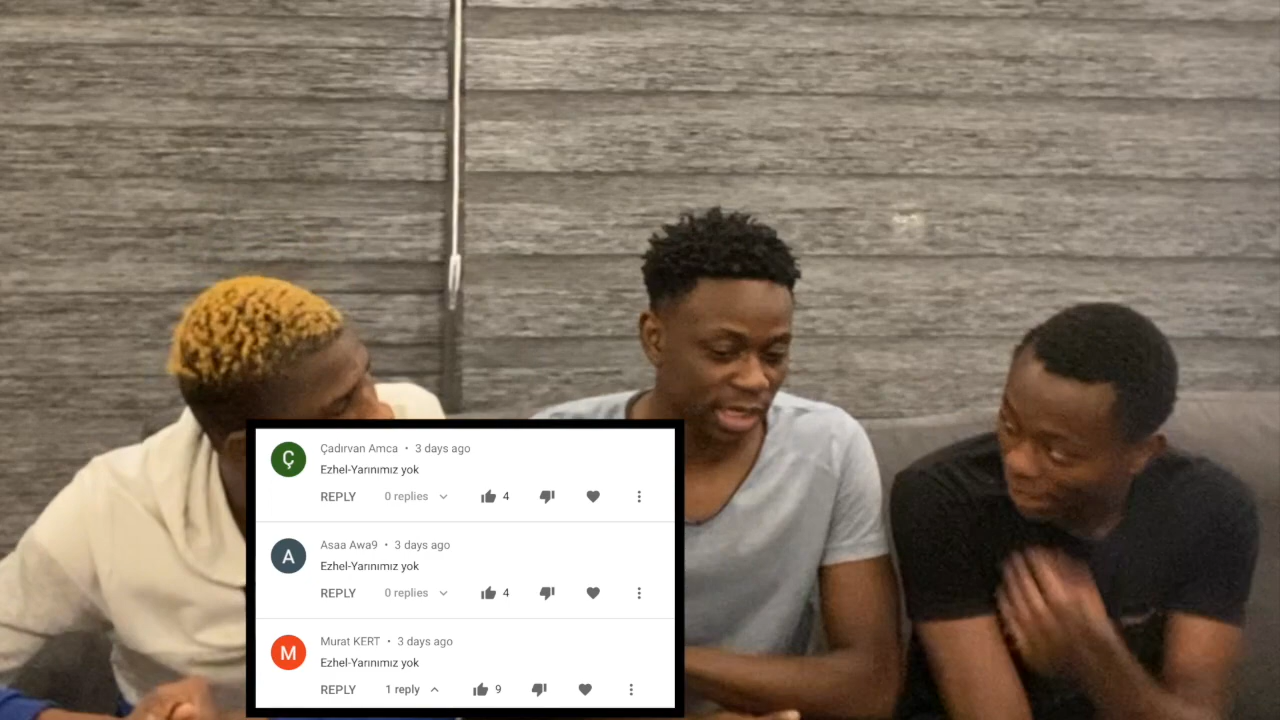 Ç
Çadırvan Amca • 3 days ago
Ezhel-Yarınımız yok
REPLY 0 replies 4
A
Asaa Awa9 • 3 days ago
Ezhel-Yarınımız yok
REPLY 0 replies 4
M
Murat KERT • 3 days ago
Ezhel-Yarınımız yok
REPLY 1 reply 9